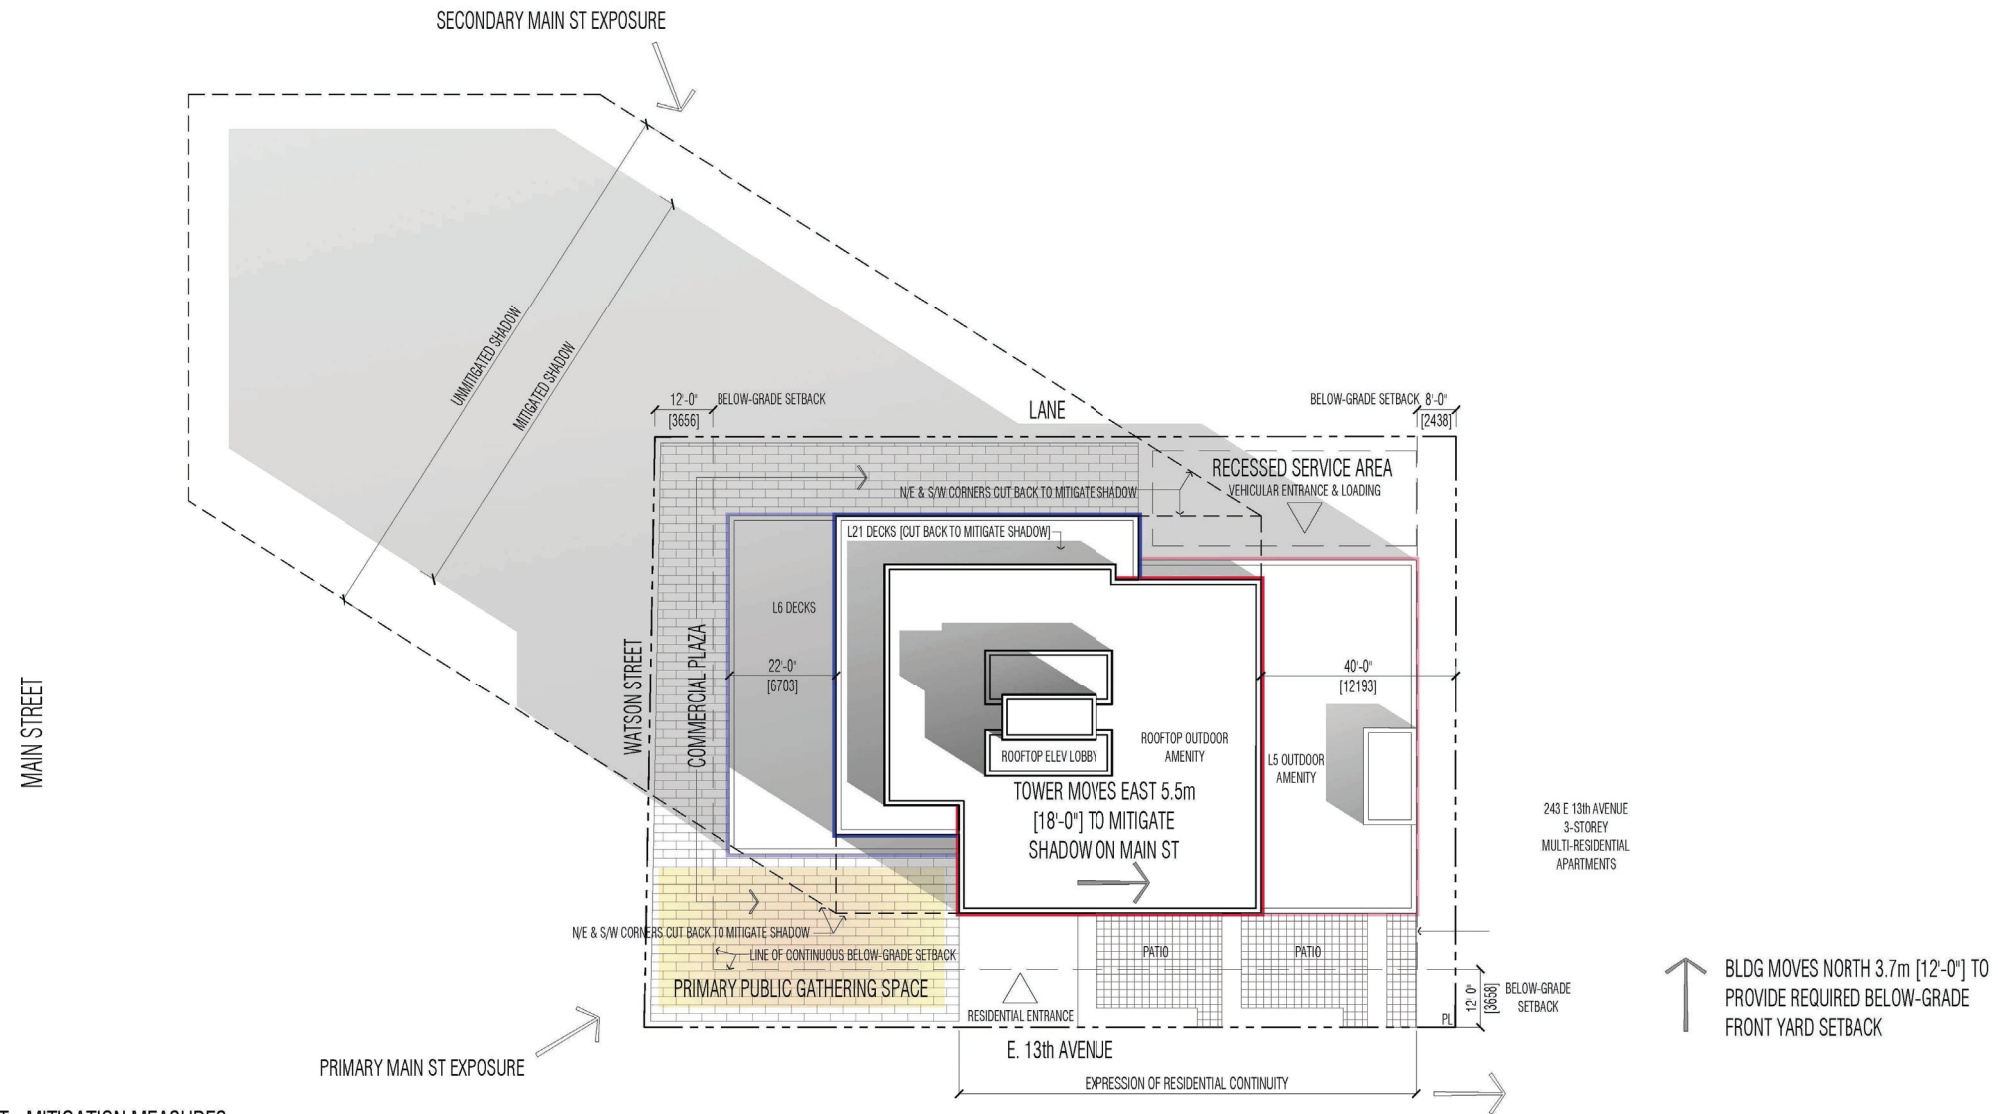 SECONDARY MAIN ST EXPOSURE
UNMITIGATED SHADOW
MITIGATED SHADOW
12'-0"
[3656]
BELOW-GRADE SETBACK
LANE
BELOW-GRADE SETBACK
8'-0"
[2438]
RECESSED SERVICE AREA
VEHICULAR ENTRANCE & LOADING
N/E & S/W CORNERS CUT BACK TO MITIGATE SHADOW
L21 DECKS [CUT BACK TO MITIGATE SHADOW]
L6 DECKS
WATSON STREET
COMMERCIAL PLAZA
22'-0"
[6703]
40'-0"
[12193]
MAIN STREET
ROOFTOP ELEV LOBBY
ROOFTOP OUTDOOR
AMENITY
L5 OUTDOOR
AMENITY
TOWER MOVES EAST 5.5m
[18'-0"] TO MITIGATE
SHADOW ON MAIN ST
243 E 13th AVENUE
3-STOREY
MULTI-RESIDENTIAL
APARTMENTS
N/E & S/W CORNERS CUT BACK TO MITIGATE SHADOW
LINE OF CONTINUOUS BELOW-GRADE SETBACK
PATIO
PATIO
PRIMARY PUBLIC GATHERING SPACE
RESIDENTIAL ENTRANCE
12'-0"
[3658]
BELOW-GRADE
SETBACK
PL
BLDG MOVES NORTH 3.7m [12'-0"] TO
PROVIDE REQUIRED BELOW-GRADE
FRONT YARD SETBACK
E. 13th AVENUE
PRIMARY MAIN ST EXPOSURE
EXPRESSION OF RESIDENTIAL CONTINUITY
MITIGATION MEASURES